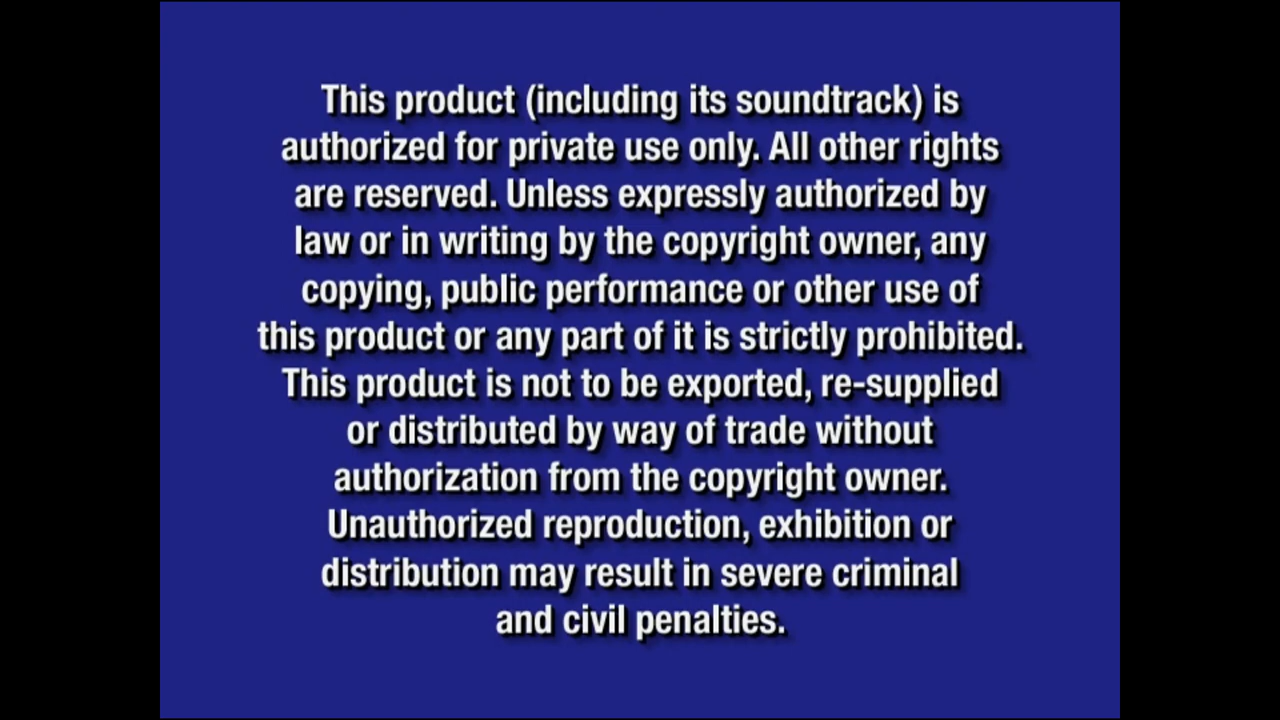 This product (including its soundtrack) is
authorized for private use only. All other rights
are reserved. Unless expressly authorized by
law or in writing by the copyright owner, any
copying, public performance or other use of
this product or any part of it is strictly prohibited.
This product is not to be exported, re-supplied
or distributed by way of trade without
authorization from the copyright owner.
Unauthorized reproduction, exhibition or
distribution may result in severe criminal
and civil penalties.